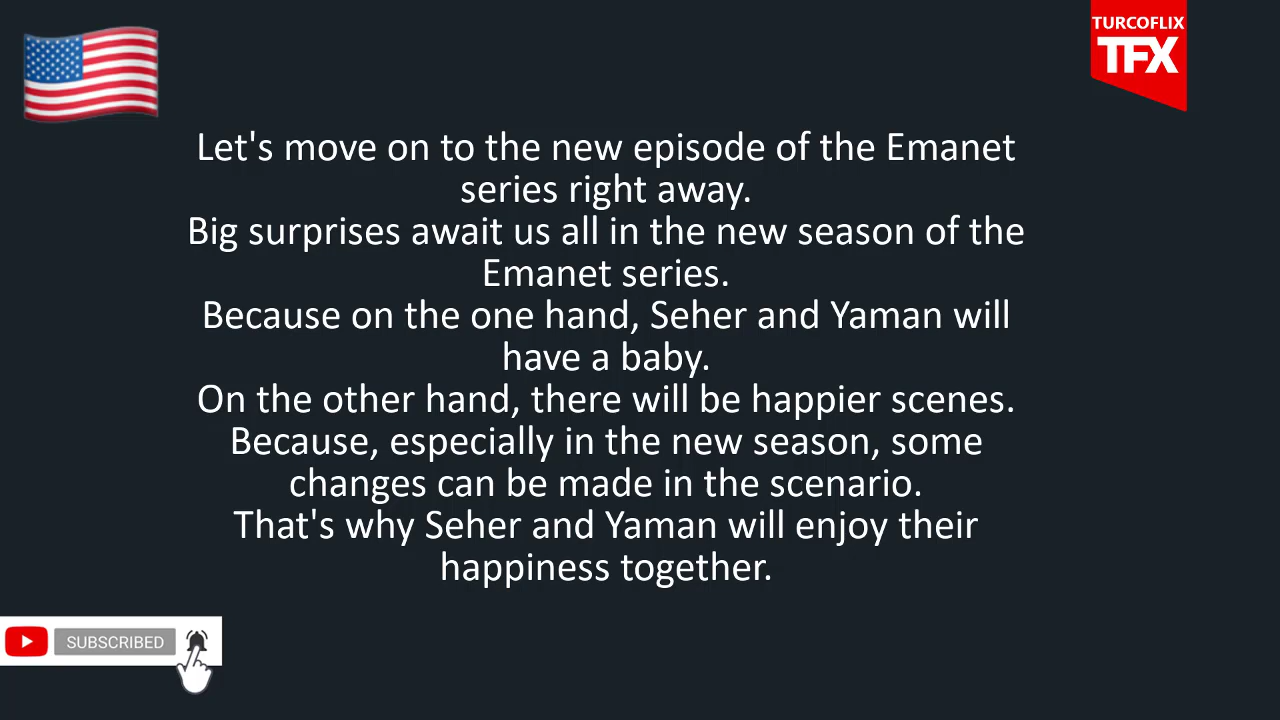 TURCOFLIX
TFX
Let's move on to the new episode of the Emanet
series right away.
Big surprises await us all in the new season of the
Emanet series.
Because on the one hand, Seher and Yaman will
have a baby.
On the other hand, there will be happier scenes.
Because, especially in the new season, some
changes can be made in the scenario.
That's why Seher and Yaman will enjoy their
happiness together.
SUBSCRIBED